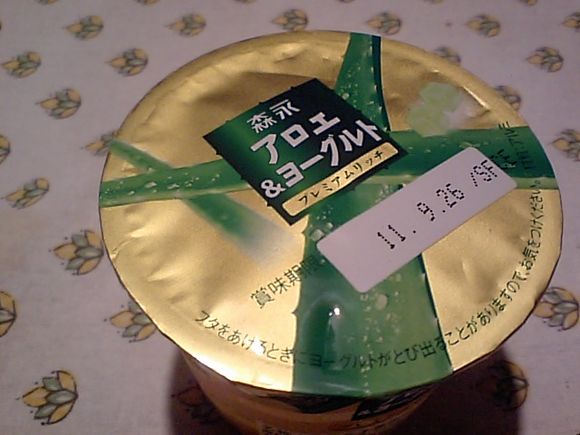 森永
アロエ
&ヨーグルト
プレミアムリッチ
11. 9.26 /SF
賞味期限
フタをあけるときにヨーグルトがとび出ることがありますので、お気をつけください。